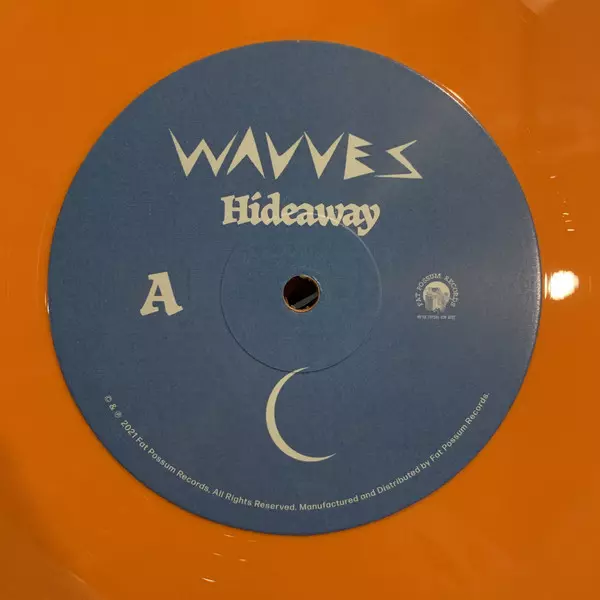 WAVVES
Hideaway
A
FAT POSSUM RECORDS
© & ℗ 2021 Fat Possum Records. All Rights Reserved. Manufactured and Distributed by Fat Possum Records.